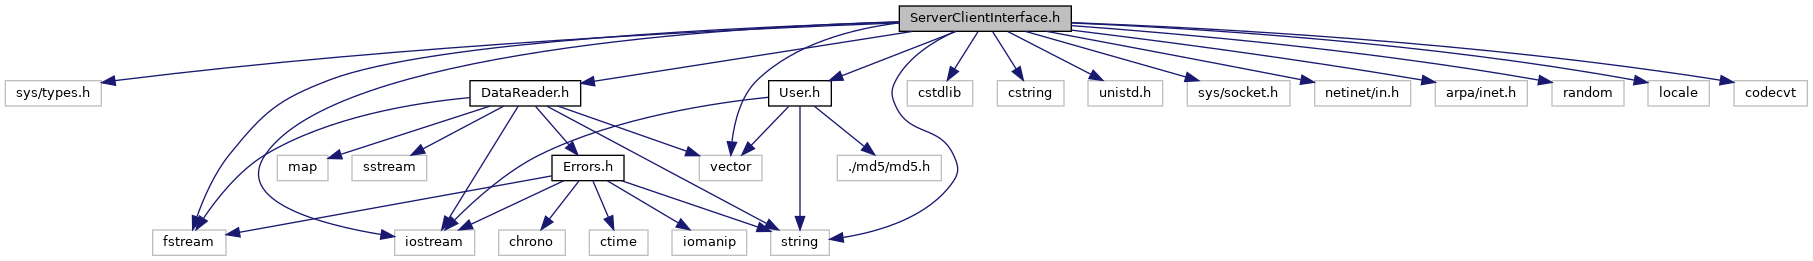 ServerClientInterface.h
sys/types.h
DataReader.h
User.h
cstdlib
cstring
unistd.h
sys/socket.h
netinet/in.h
arpa/inet.h
random
locale
codecvt
map
sstream
Errors.h
vector
./md5/md5.h
fstream
iostream
chrono
ctime
iomanip
string